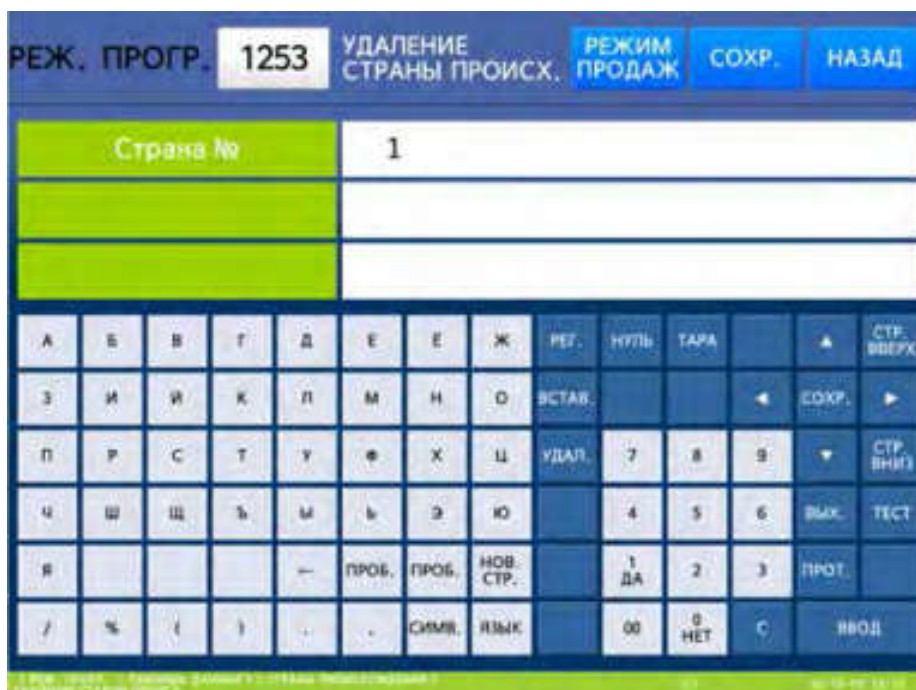 РЕЖ. ПРОГР. 1253 УДАЛЕНИЕ СТРАНЫ ПРОИСХ. РЕЖИМ ПРОДАЖ СОХР. НАЗАД
Страна № 1
А Б В Г Д Е Ё Ж РЕГ. НУЛЬ ТАРА ▲ СТР. ВВЕРХ
З И Й К Л М Н О ВСТАВ. ◄ СОХР. ►
П Р С Т У Ф Х Ц УДАЛ. 7 8 9 ▼ СТР. ВНИЗ
Ч Ш Щ Ъ Ы Ь Э Ю 4 5 6 ВЫХ. ТЕСТ
Я ← ПРОБ. ПРОБ. НОВ. СТР. 1 ДА 2 3 ПРОТ.
/ % ( ) СИМВ. ЯЗЫК 00 0 НЕТ С ВВОД